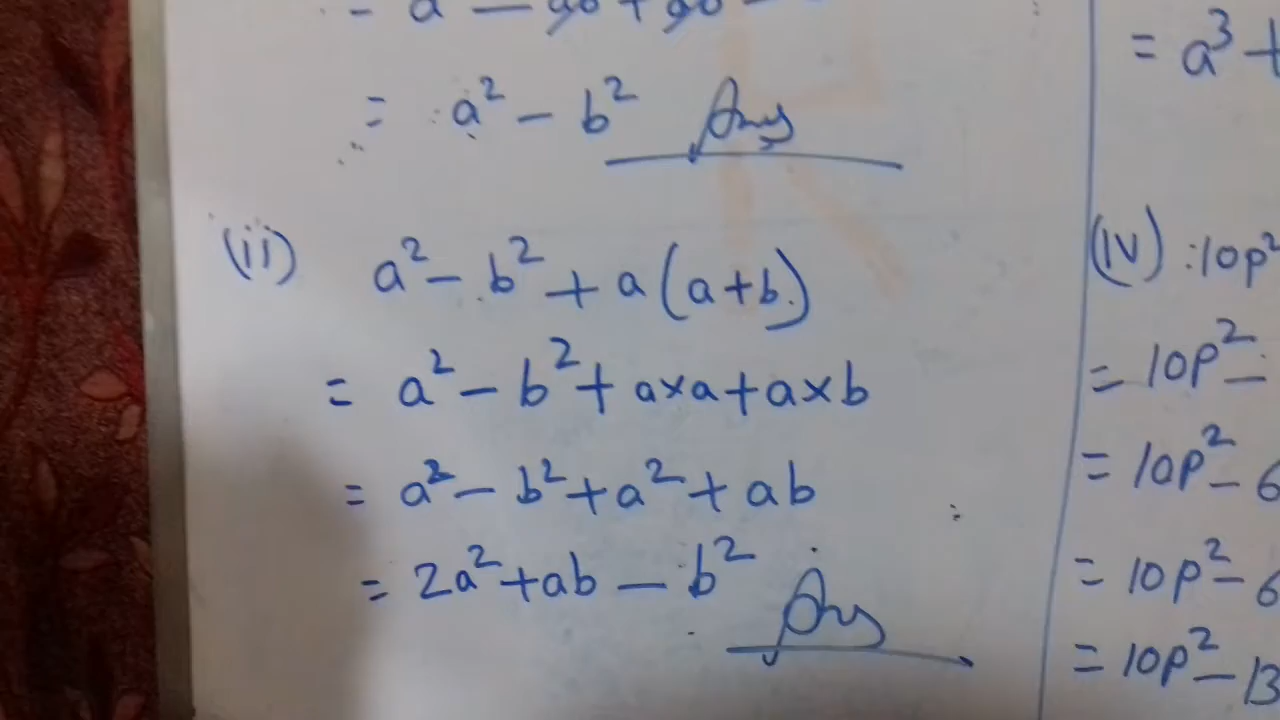 = a² - b² Ans
(ii) a² - b² + a(a+b)
= a² - b² + a×a + a×b
= a² - b² + a² + ab
= 2a² + ab - b² Ans
= a³ +
(iv) 10p²
= 10p² -
= 10p² - 6
= 10p² - 6
= 10p² - 13